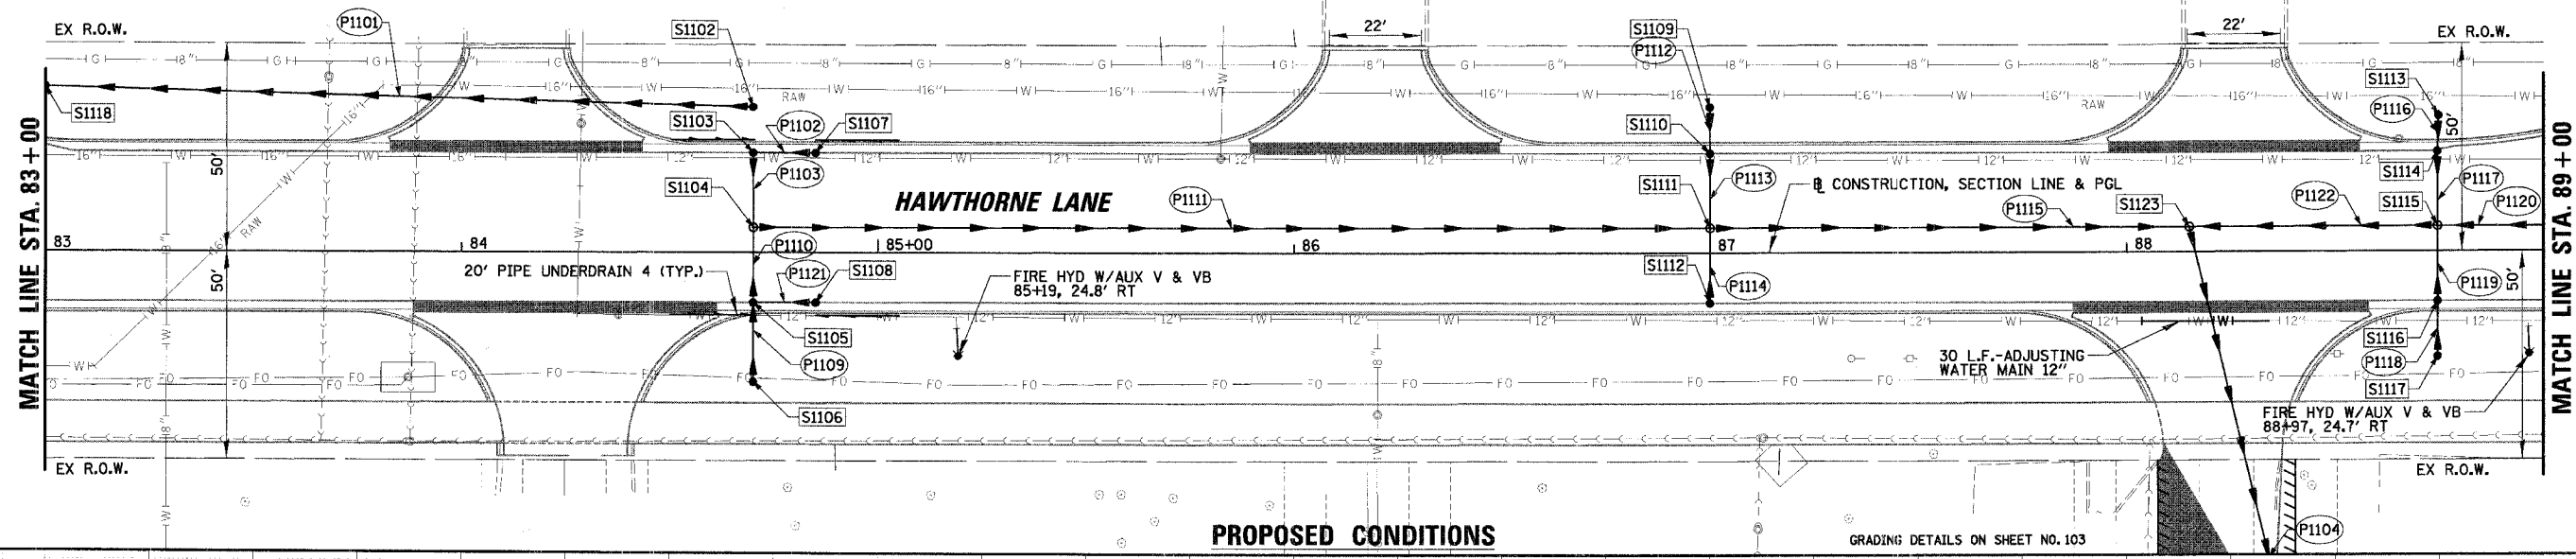 EX R.O.W.
P1101
S1102
22'
S1109
P1112
22'
EX R.O.W.
S1113
P1116
50'
S1118
RAW
RAW
S1103
P1102
S1107
S1110
S1114
P1117
P1103
S1104
HAWTHORNE LANE
P1111
S1111
P1113
℄ CONSTRUCTION, SECTION LINE & PGL
P1115
S1123
P1122
S1115
P1120
MATCH LINE STA. 83+00
50'
RAW
83
84
85+00
86
87
88
MATCH LINE STA. 89+00
50'
P1110
20' PIPE UNDERDRAIN 4 (TYP.)
P1121
S1108
FIRE HYD W/AUX V & VB
85+19, 24.8' RT
S1112
P1114
P1119
50'
S1105
P1109
S1106
30 L.F.-ADJUSTING
WATER MAIN 12"
S1116
P1118
S1117
FIRE HYD W/AUX V & VB
88+97, 24.7' RT
EX R.O.W.
EX R.O.W.
P1104
PROPOSED CONDITIONS
GRADING DETAILS ON SHEET NO. 103